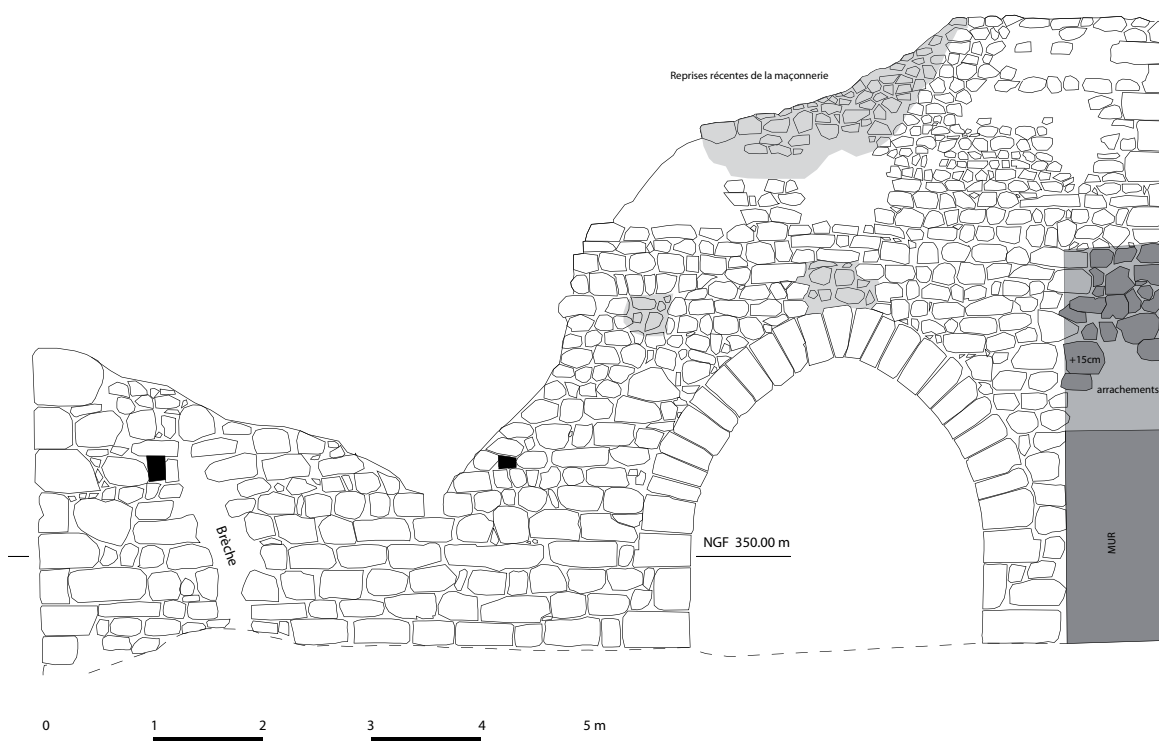 Reprises récentes de la maçonnerie
+15cm
arrachements
Brèche
NGF 350.00 m
MUR
0 1 2 3 4 5 m